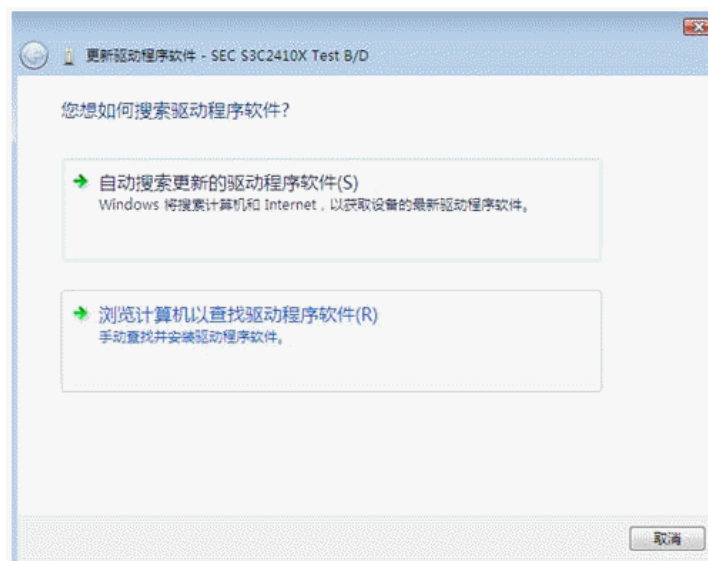 更新驱动程序软件 - SEC S3C2410X Test B/D
您想如何搜索驱动程序软件?
自动搜索更新的驱动程序软件(S)
Windows 将搜索计算机和 Internet，以获取设备的最新驱动程序软件。
浏览计算机以查找驱动程序软件(R)
手动查找并安装驱动程序软件。
取消